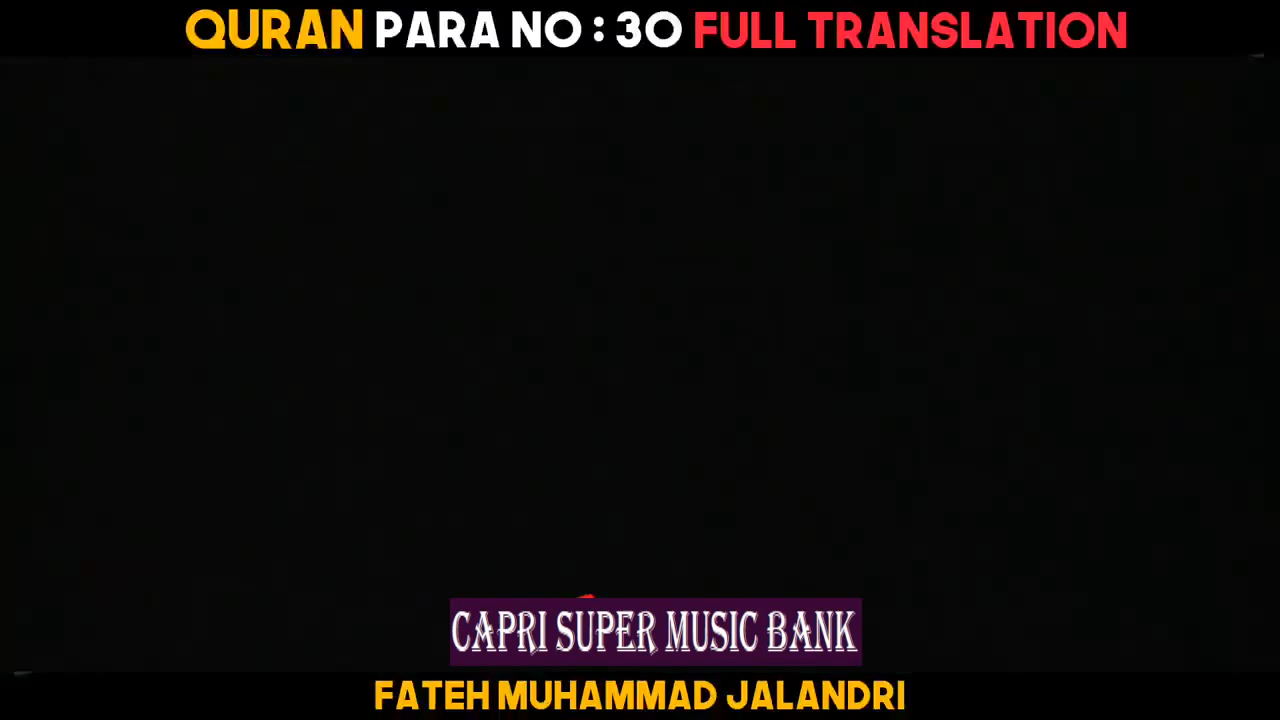 QURAN PARA NO : 30 FULL TRANSLATION
CAPRI SUPER MUSIC BANK
FATEH MUHAMMAD JALANDRI